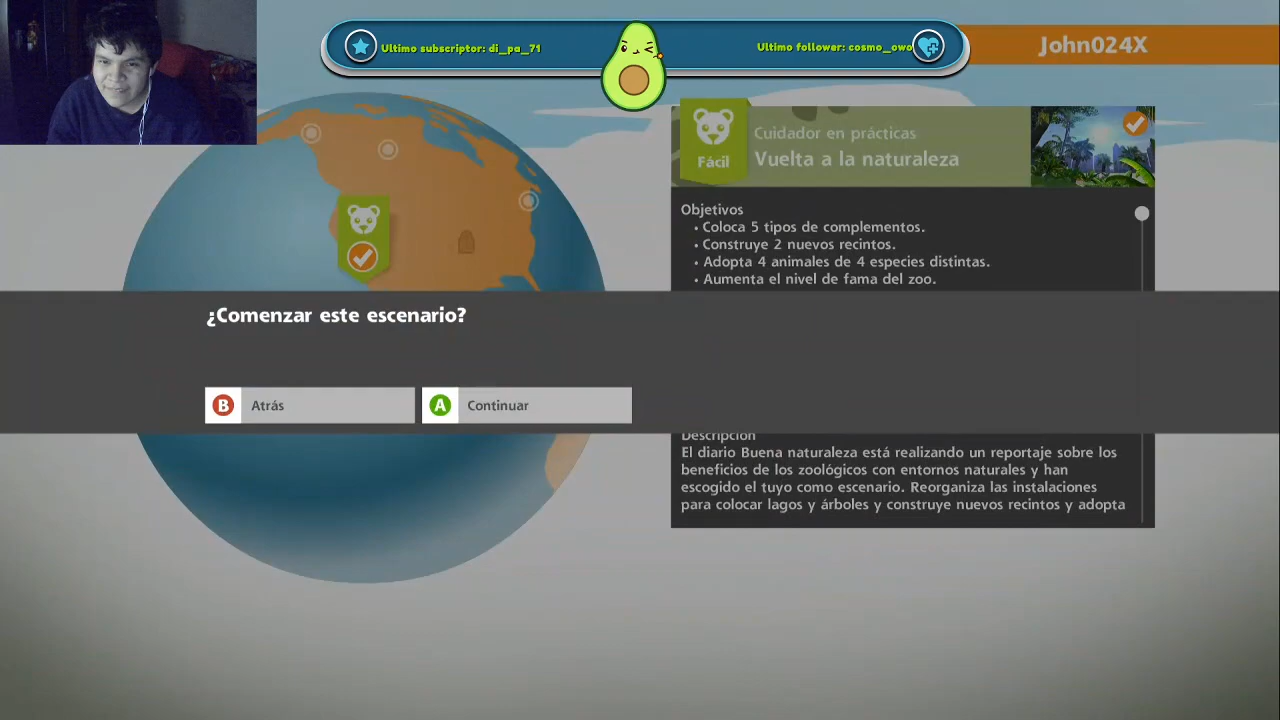 Ultimo subscriptor: di_pa_71
Ultimo follower: cosmo_owo
John024X
Fácil
Cuidador en prácticas
Vuelta a la naturaleza
Objetivos
• Coloca 5 tipos de complementos.
• Construye 2 nuevos recintos.
• Adopta 4 animales de 4 especies distintas.
• Aumenta el nivel de fama del zoo.
¿Comenzar este escenario?
B Atrás
A Continuar
Descripción
El diario Buena naturaleza está realizando un reportaje sobre los
beneficios de los zoológicos con entornos naturales y han
escogido el tuyo como escenario. Reorganiza las instalaciones
para colocar lagos y árboles y construye nuevos recintos y adopta